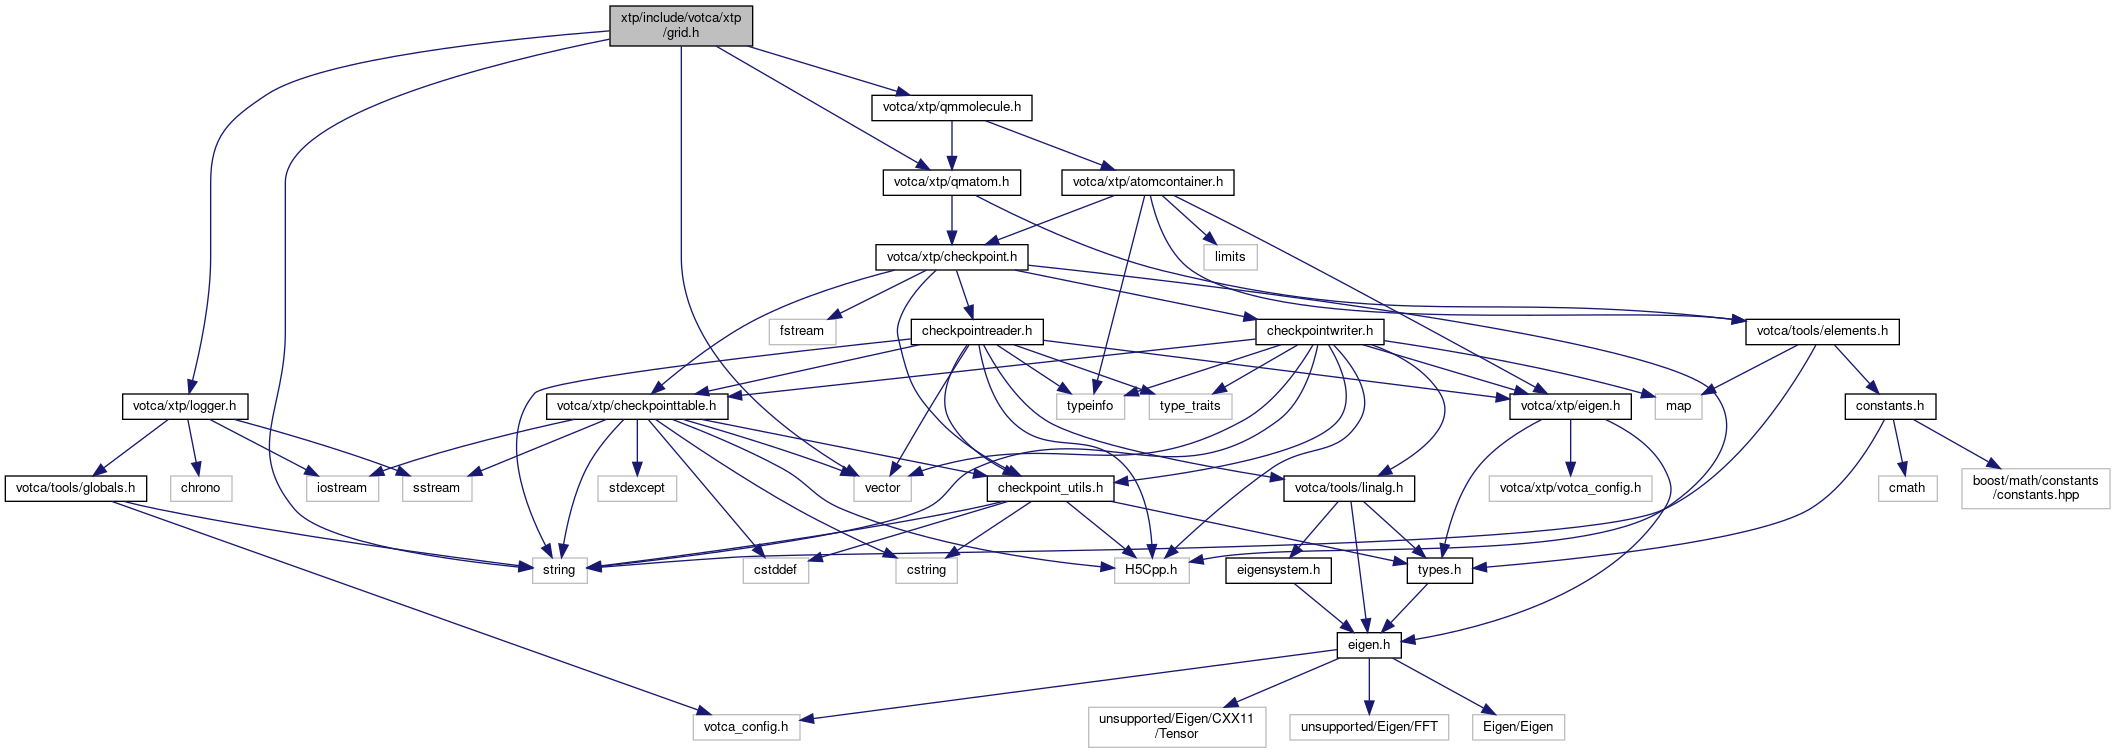 xtp/include/votca/xtp
/grid.h
votca/xtp/qmmolecule.h
votca/xtp/qmatom.h
votca/xtp/atomcontainer.h
votca/xtp/checkpoint.h
limits
fstream
checkpointreader.h
checkpointwriter.h
votca/tools/elements.h
votca/xtp/logger.h
votca/xtp/checkpointtable.h
typeinfo
type_traits
votca/xtp/eigen.h
map
constants.h
votca/tools/globals.h
chrono
iostream
sstream
stdexcept
vector
checkpoint_utils.h
votca/tools/linalg.h
votca/xtp/votca_config.h
cmath
boost/math/constants
/constants.hpp
string
cstddef
cstring
H5Cpp.h
eigensystem.h
types.h
eigen.h
votca_config.h
unsupported/Eigen/CXX11
/Tensor
unsupported/Eigen/FFT
Eigen/Eigen